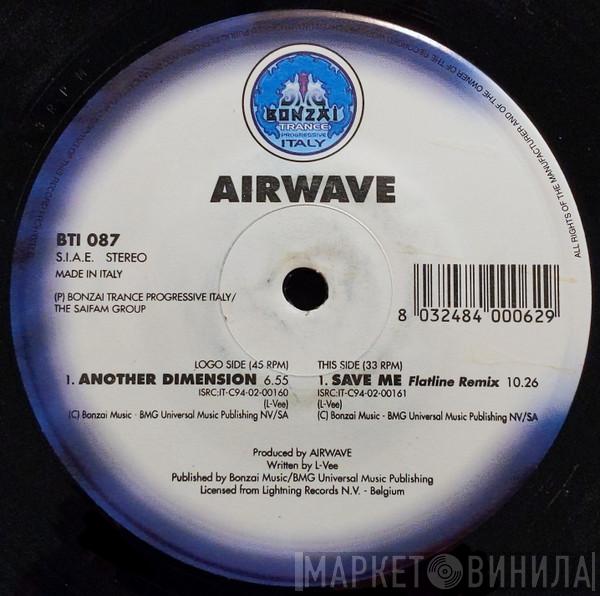 BONZAI
TRANCE
PROGRESSIVE
ITALY
AIRWAVE
BTI 087
S.I.A.E. STEREO
MADE IN ITALY
(P) BONZAI TRANCE PROGRESSIVE ITALY/
THE SAIFAM GROUP
8 032484 000629
LOGO SIDE (45 RPM)
1. ANOTHER DIMENSION 6.55
ISRC:IT-C94-02-00160
(L-Vee)
(C) Bonzai Music - BMG Universal Music Publishing NV/SA
THIS SIDE (33 RPM)
1. SAVE ME Flatline Remix 10.26
ISRC:IT-C94-02-00161
(L-Vee)
(C) Bonzai Music - BMG Universal Music Publishing NV/SA
Produced by AIRWAVE
Written by L-Vee
Published by Bonzai Music/BMG Universal Music Publishing
Licensed from Lightning Records N.V. - Belgium
ALL RIGHTS OF THE MANUFACTURER AND OF THE OWNER OF THE RECORDED
МАРКЕТ ВИНИЛА